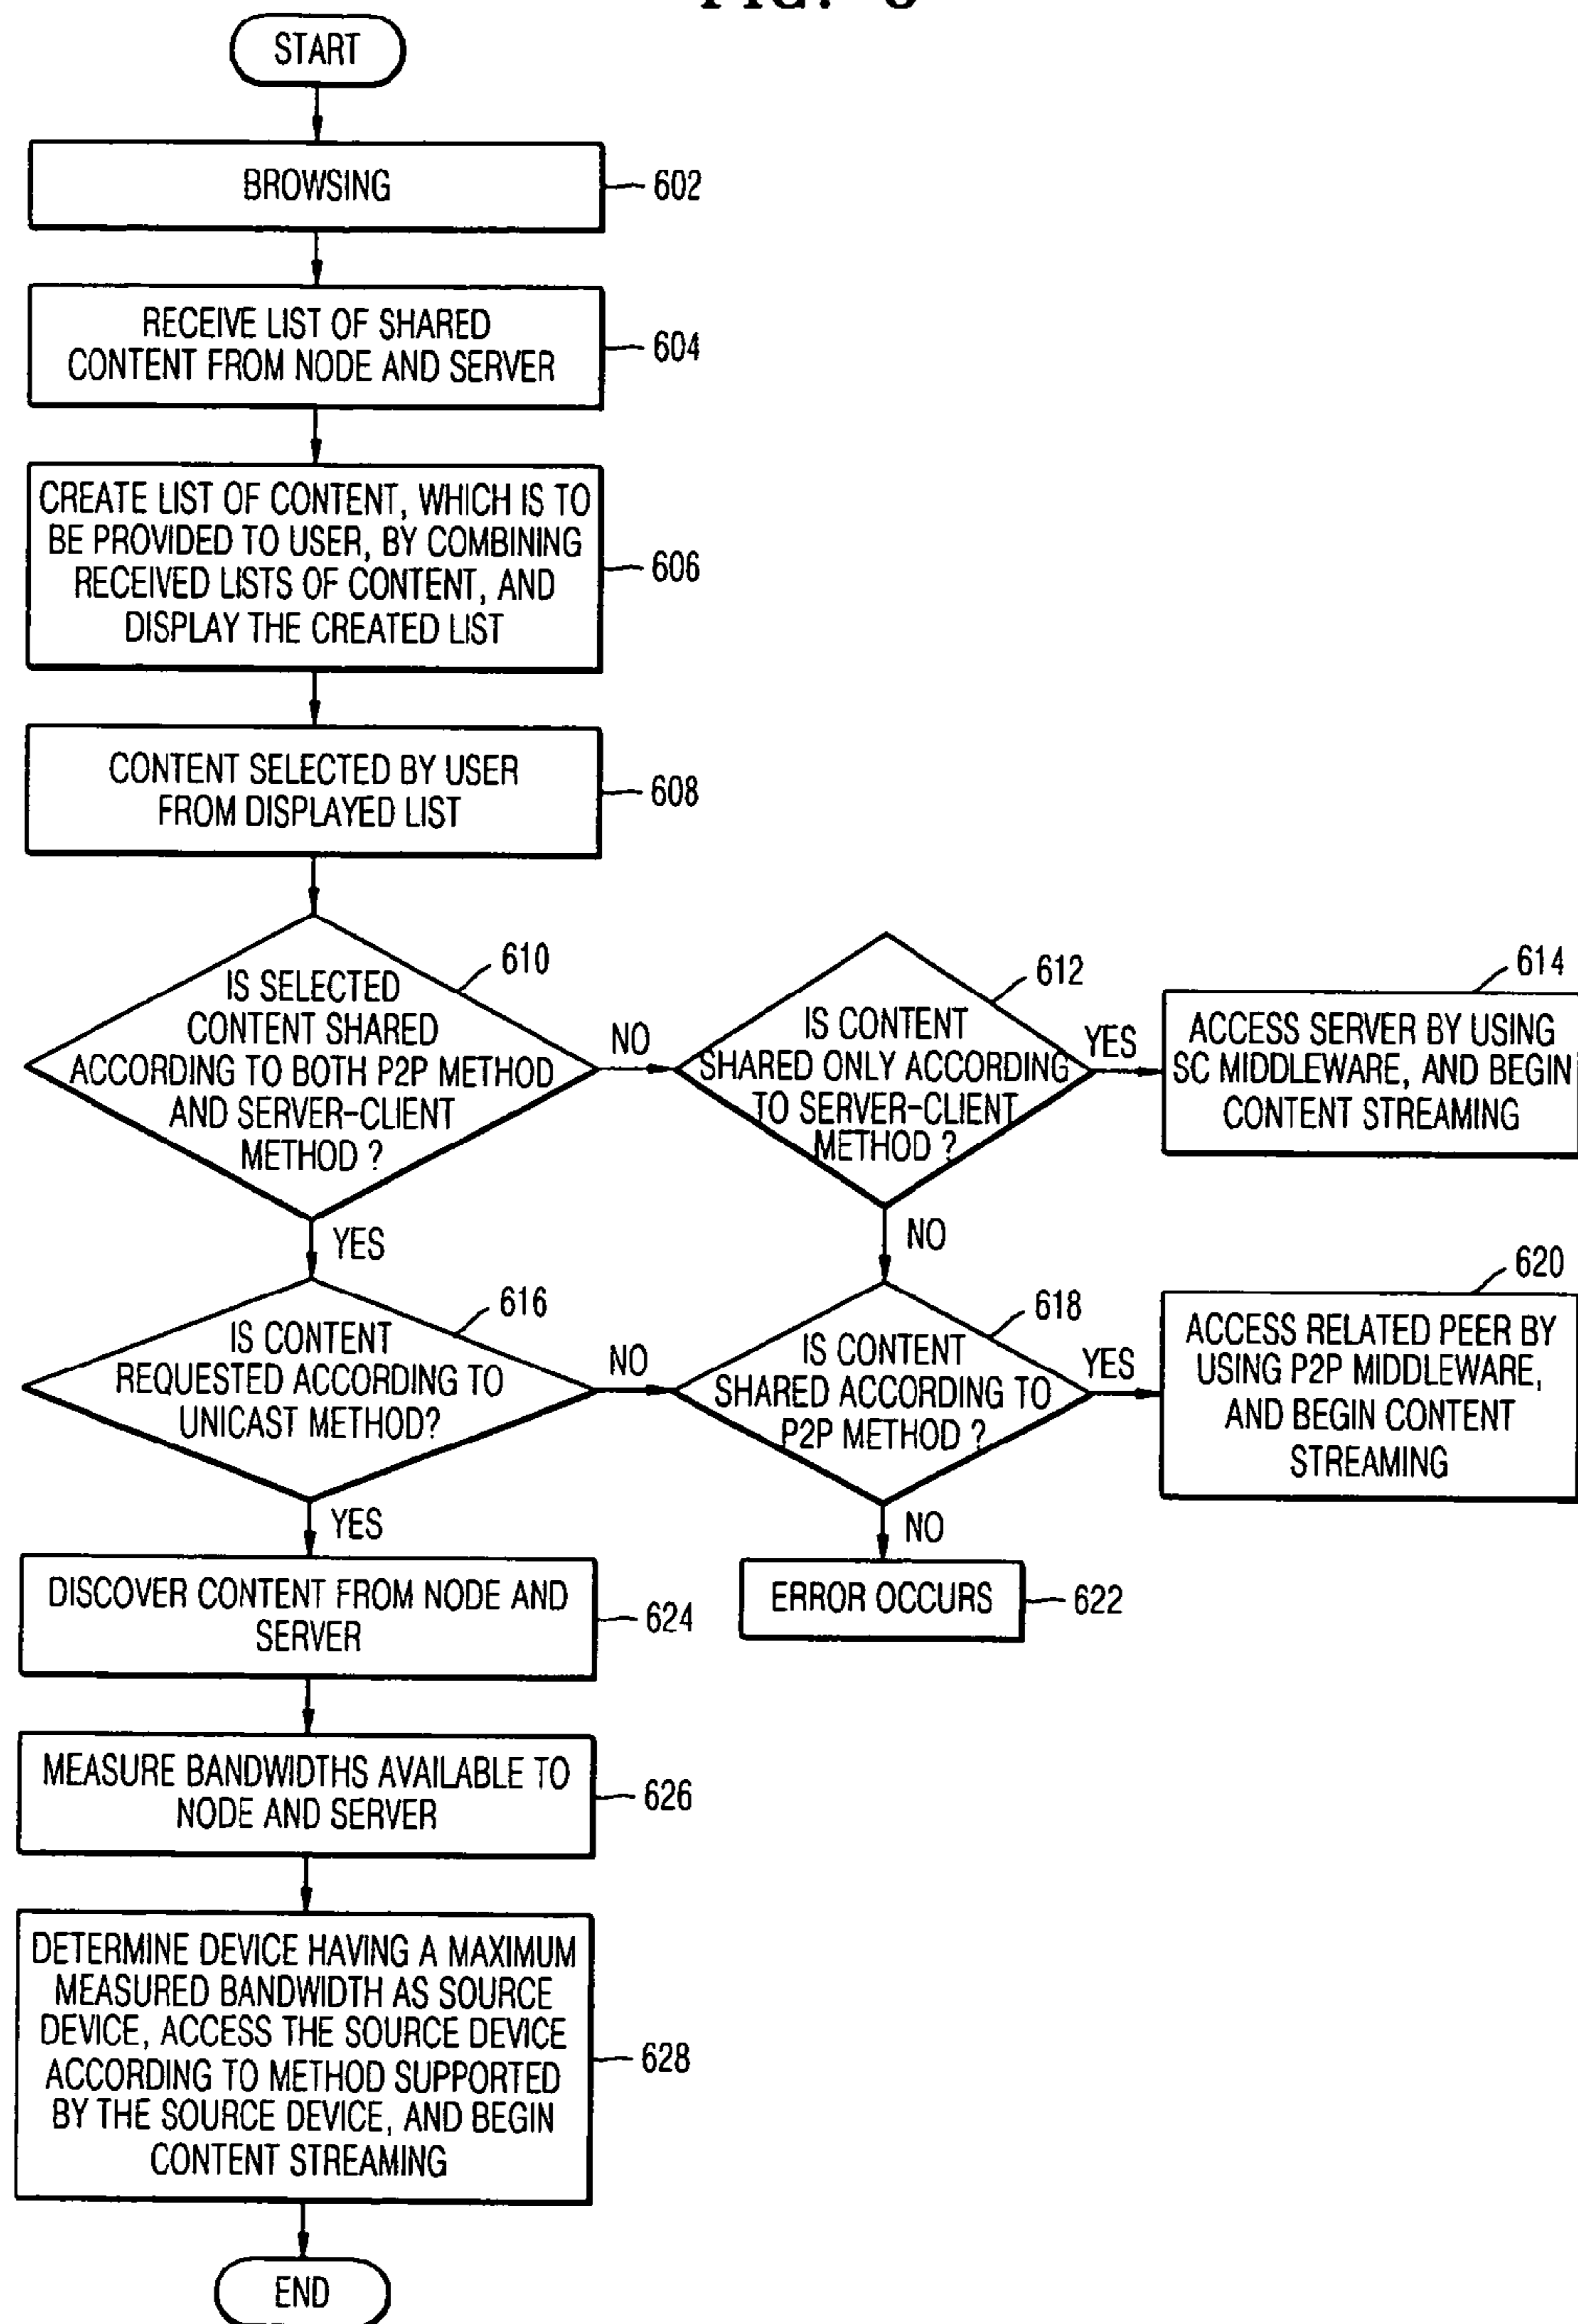 FIG. 6
START
BROWSING
602
RECEIVE LIST OF SHARED
CONTENT FROM NODE AND SERVER
604
CREATE LIST OF CONTENT, WHICH IS TO
BE PROVIDED TO USER, BY COMBINING
RECEIVED LISTS OF CONTENT, AND
DISPLAY THE CREATED LIST
606
CONTENT SELECTED BY USER
FROM DISPLAYED LIST
608
IS SELECTED
CONTENT SHARED
ACCORDING TO BOTH P2P METHOD
AND SERVER-CLIENT
METHOD ?
610
NO
YES
IS CONTENT
SHARED ONLY ACCORDING
TO SERVER-CLIENT
METHOD ?
612
YES
NO
ACCESS SERVER BY USING
SC MIDDLEWARE, AND BEGIN
CONTENT STREAMING
614
IS CONTENT
REQUESTED ACCORDING TO
UNICAST METHOD?
616
NO
YES
IS CONTENT
SHARED ACCORDING TO
P2P METHOD ?
618
YES
NO
ACCESS RELATED PEER BY
USING P2P MIDDLEWARE,
AND BEGIN CONTENT
STREAMING
620
ERROR OCCURS
622
DISCOVER CONTENT FROM NODE AND
SERVER
624
MEASURE BANDWIDTHS AVAILABLE TO
NODE AND SERVER
626
DETERMINE DEVICE HAVING A MAXIMUM
MEASURED BANDWIDTH AS SOURCE
DEVICE, ACCESS THE SOURCE DEVICE
ACCORDING TO METHOD SUPPORTED
BY THE SOURCE DEVICE, AND BEGIN
CONTENT STREAMING
628
END